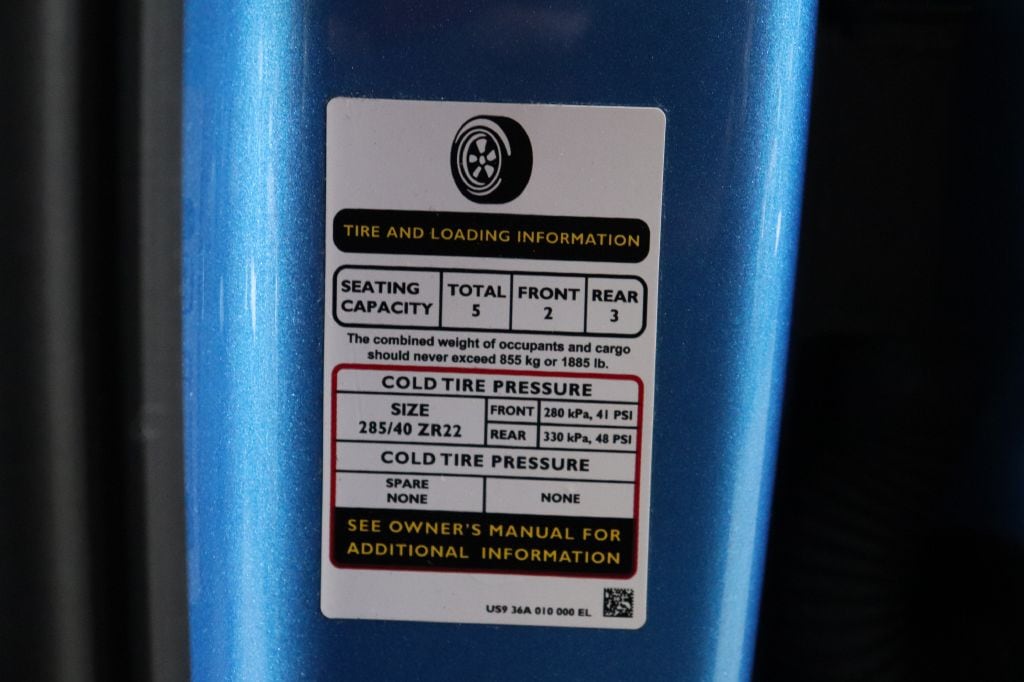 TIRE AND LOADING INFORMATION
SEATING CAPACITY TOTAL 5 FRONT 2 REAR 3
The combined weight of occupants and cargo
should never exceed 855 kg or 1885 lb.
COLD TIRE PRESSURE
SIZE 285/40 ZR22 FRONT 280 kPa, 41 PSI
REAR 330 kPa, 48 PSI
COLD TIRE PRESSURE
SPARE NONE NONE
SEE OWNER'S MANUAL FOR
ADDITIONAL INFORMATION
US9 36A 010 000 EL